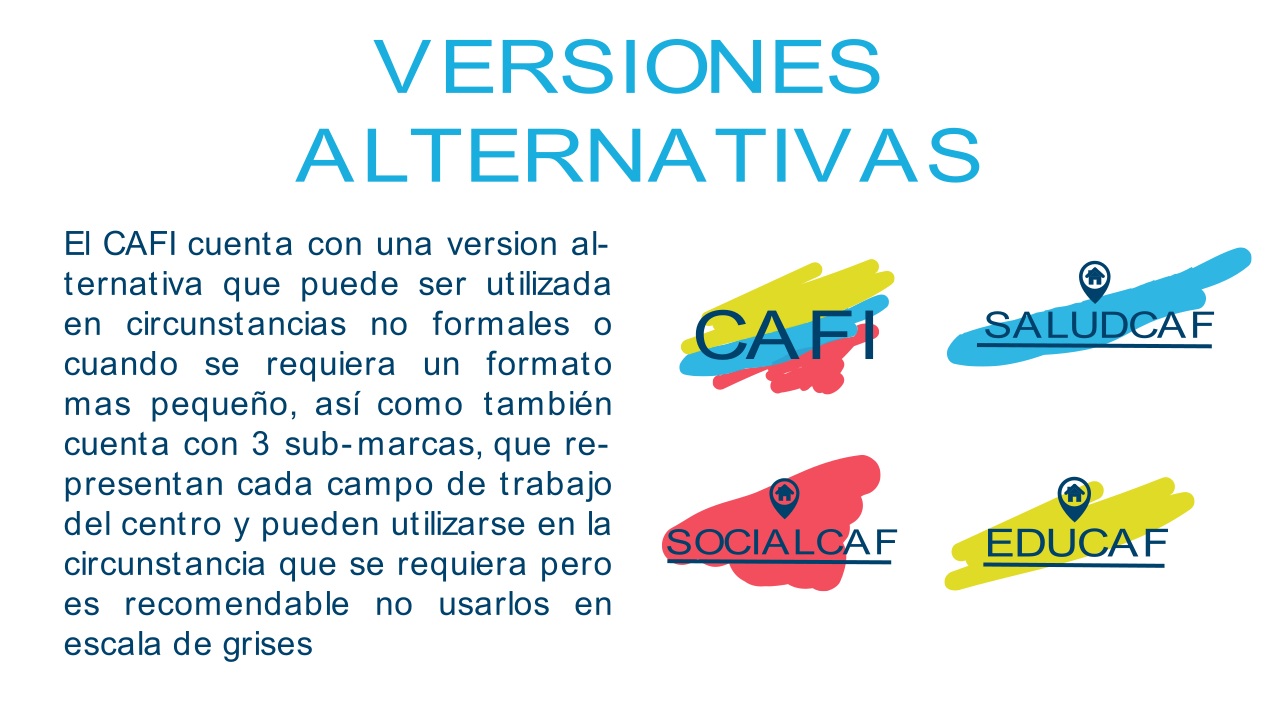 VERSIONES
ALTERNATIVAS
El CAFI cuenta con una version al-
ternativa que puede ser utilizada
en circunstancias no formales o
cuando se requiera un formato
mas pequeño, así como también
cuenta con 3 sub-marcas, que re-
presentan cada campo de trabajo
del centro y pueden utilizarse en la
circunstancia que se requiera pero
es recomendable no usarlos en
escala de grises
CAFI
SALUDCAF
SOCIALCAF
EDUCAF